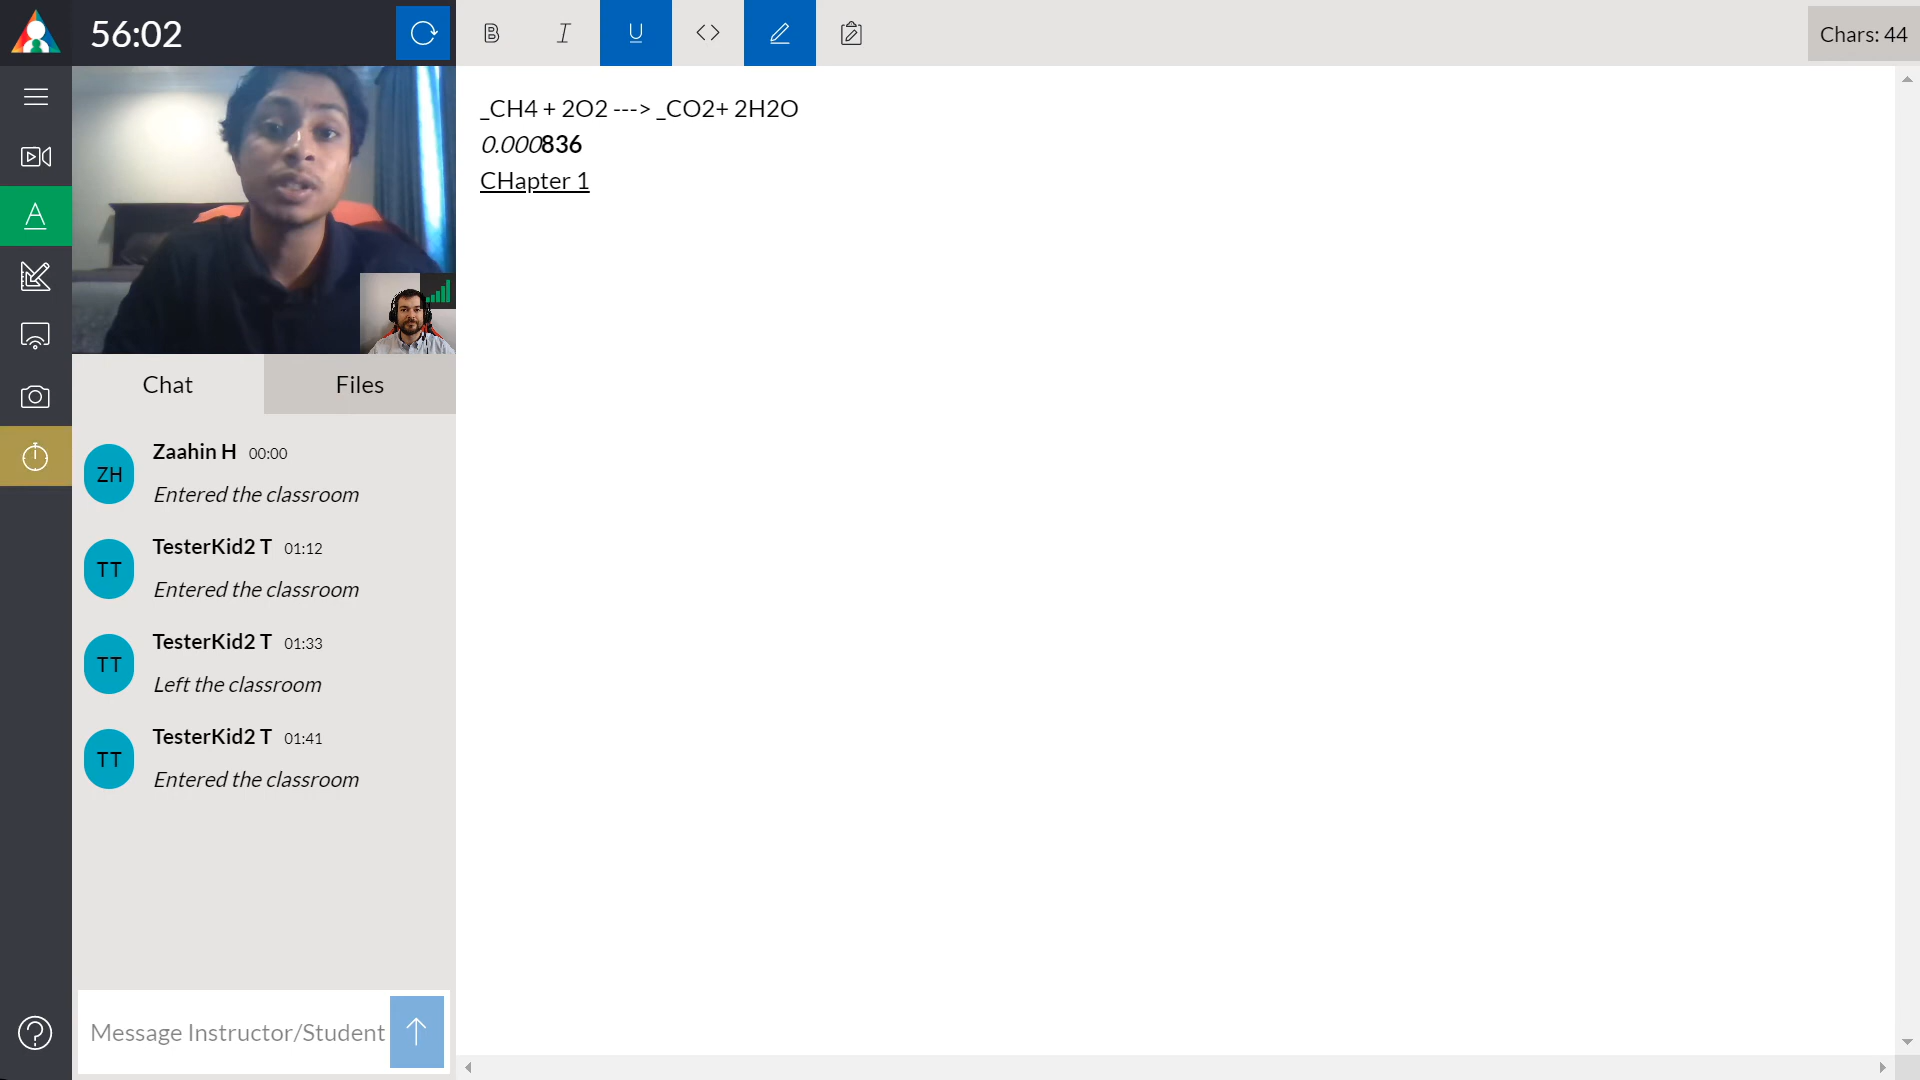 56:02
B I U <>
Chars: 44
_CH4 + 2O2 ---> _CO2+ 2H2O
0.000836
CHapter 1
Chat
Files
ZH
Zaahin H 00:00
Entered the classroom
TT
TesterKid2 T 01:12
Entered the classroom
TT
TesterKid2 T 01:33
Left the classroom
TT
TesterKid2 T 01:41
Entered the classroom
Message Instructor/Student